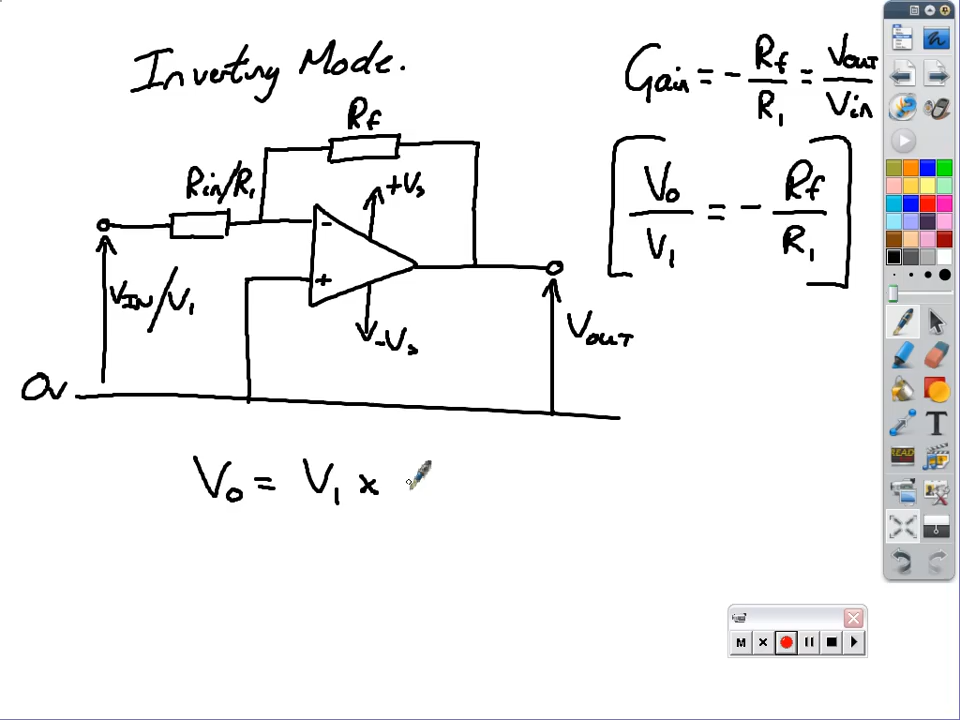 Inverting Mode.
Gain = - Rf/R1 = VOUT/Vin
Rf
Rin/R1
+Vs
-
+
-Vs
VIN/V1
VOUT
0V
Vo/V1 = - Rf/R1
Vo = V1 x
READ
T
M